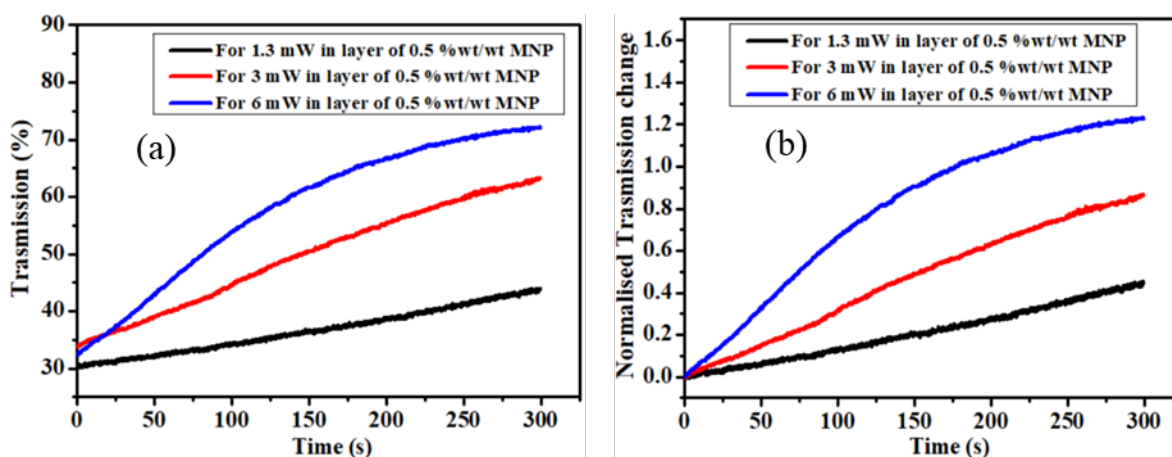 90
80
70
60
50
40
30
Trasmission (%)
For 1.3 mW in layer of 0.5 %wt/wt MNP
For 3 mW in layer of 0.5 %wt/wt MNP
For 6 mW in layer of 0.5 %wt/wt MNP
(a)
0 50 100 150 200 250 300
Time (s)
1.6
1.4
1.2
1.0
0.8
0.6
0.4
0.2
0.0
Normalised Trasmission change
For 1.3 mW in layer of 0.5 %wt/wt MNP
For 3 mW in layer of 0.5 %wt/wt MNP
For 6 mW in layer of 0.5 %wt/wt MNP
(b)
0 50 100 150 200 250 300
Time (s)